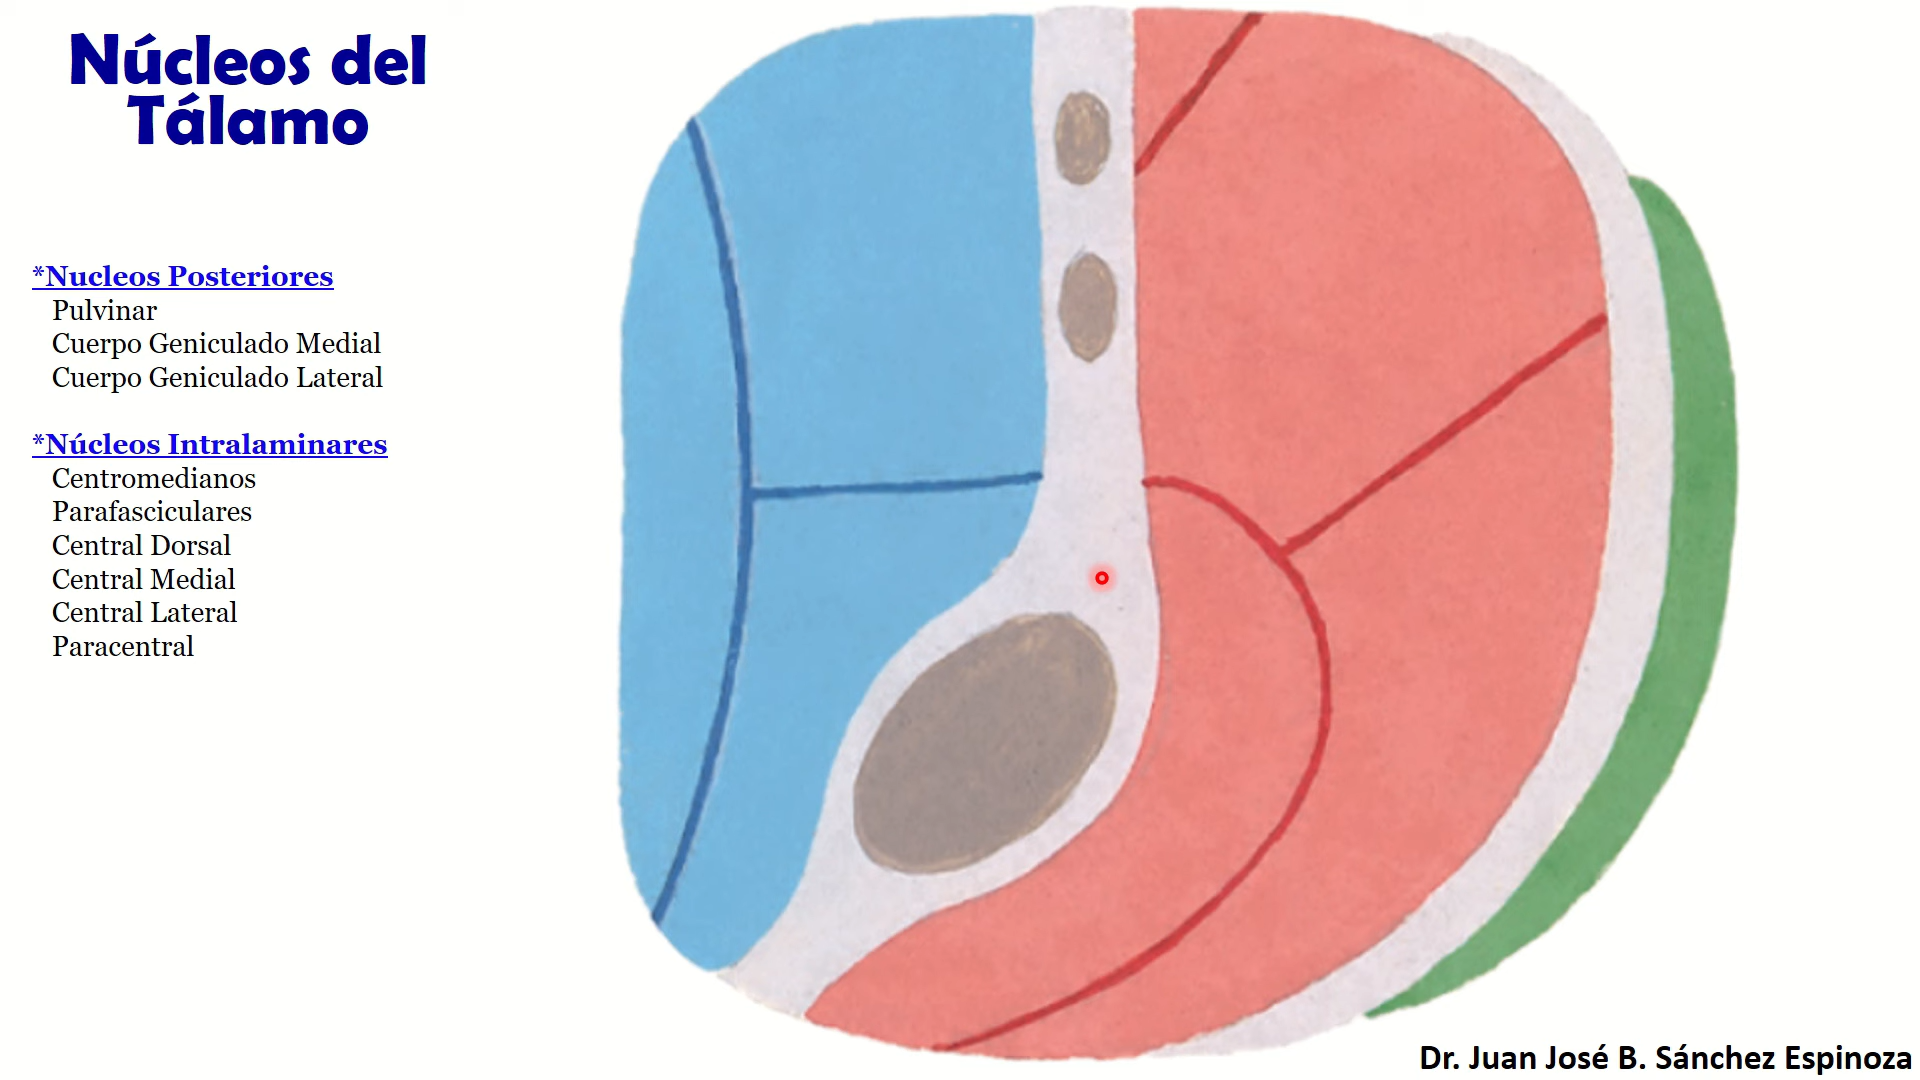 Núcleos del
Tálamo
*Nucleos Posteriores
Pulvinar
Cuerpo Geniculado Medial
Cuerpo Geniculado Lateral
*Núcleos Intralaminares
Centromedianos
Parafasciculares
Central Dorsal
Central Medial
Central Lateral
Paracentral
Dr. Juan José B. Sánchez Espinoza